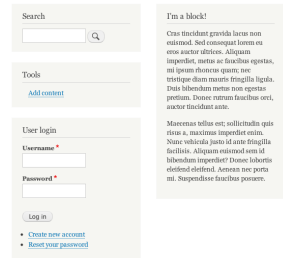 Search
Tools
Add content
User login
Username *
Password *
Log in
Create new account
Reset your password
I'm a block!
Cras tincidunt gravida lacus non
euismod. Sed consequat lorem eu
eros auctor ultrices. Aliquam
imperdiet, metus ac faucibus egestas,
mi ipsum rhoncus quam; nec
tristique diam mauris fringilla ligula.
Duis bibendum metus non egestas
pretium. Donec rutrum faucibus orci,
auctor tincidunt ante.
Maecenas tellus est; sollicitudin quis
risus a, maximus imperdiet enim.
Nunc vehicula justo id ante fringilla
facilisis. Aliquam euismod sem id
bibendum imperdiet? Donec lobortis
eleifend eleifend. Aenean nec porta
mi. Suspendisse faucibus posuere.